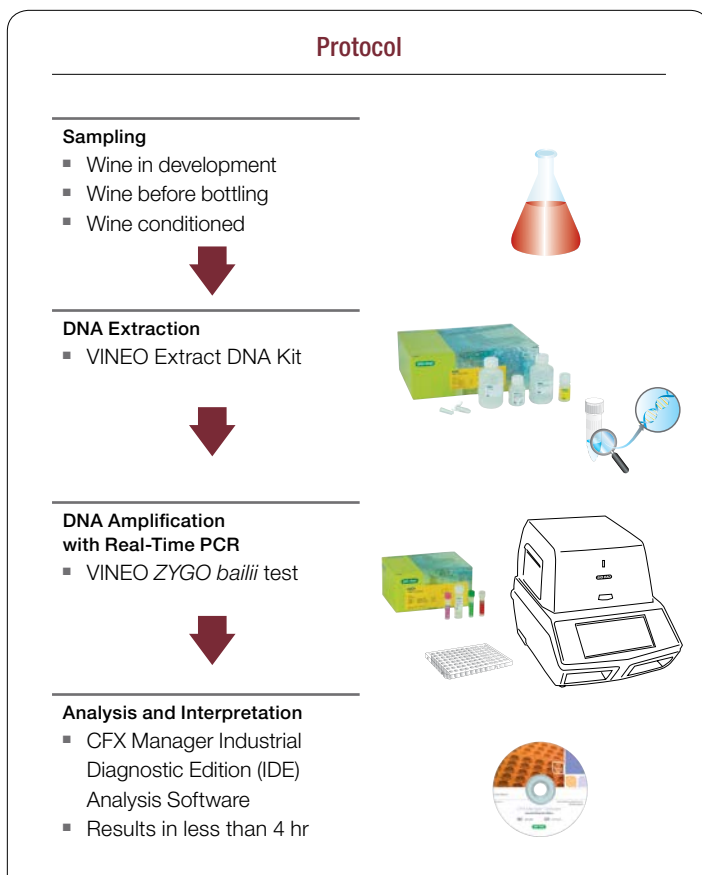 Protocol
Sampling
■ Wine in development
■ Wine before bottling
■ Wine conditioned
DNA Extraction
■ VINEO Extract DNA Kit
DNA Amplification
with Real-Time PCR
■ VINEO ZYGO bailii test
Analysis and Interpretation
■ CFX Manager Industrial
Diagnostic Edition (IDE)
Analysis Software
■ Results in less than 4 hr